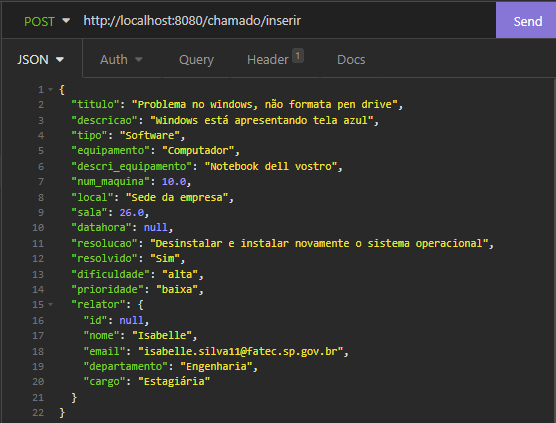 POST http://localhost:8080/chamado/inserir Send
JSON Auth Query Header 1 Docs
1 {
2 "titulo": "Problema no windows, não formata pen drive",
3 "descricao": "Windows está apresentando tela azul",
4 "tipo": "Software",
5 "equipamento": "Computador",
6 "descri_equipamento": "Notebook dell vostro",
7 "num_maquina": 10.0,
8 "local": "Sede da empresa",
9 "sala": 26.0,
10 "datahora": null,
11 "resolucao": "Desinstalar e instalar novamente o sistema operacional",
12 "resolvido": "Sim",
13 "dificuldade": "alta",
14 "prioridade": "baixa",
15 "relator": {
16 "id": null,
17 "nome": "Isabelle",
18 "email": "isabelle.silva11@fatec.sp.gov.br",
19 "departamento": "Engenharia",
20 "cargo": "Estagiária"
21 }
22 }